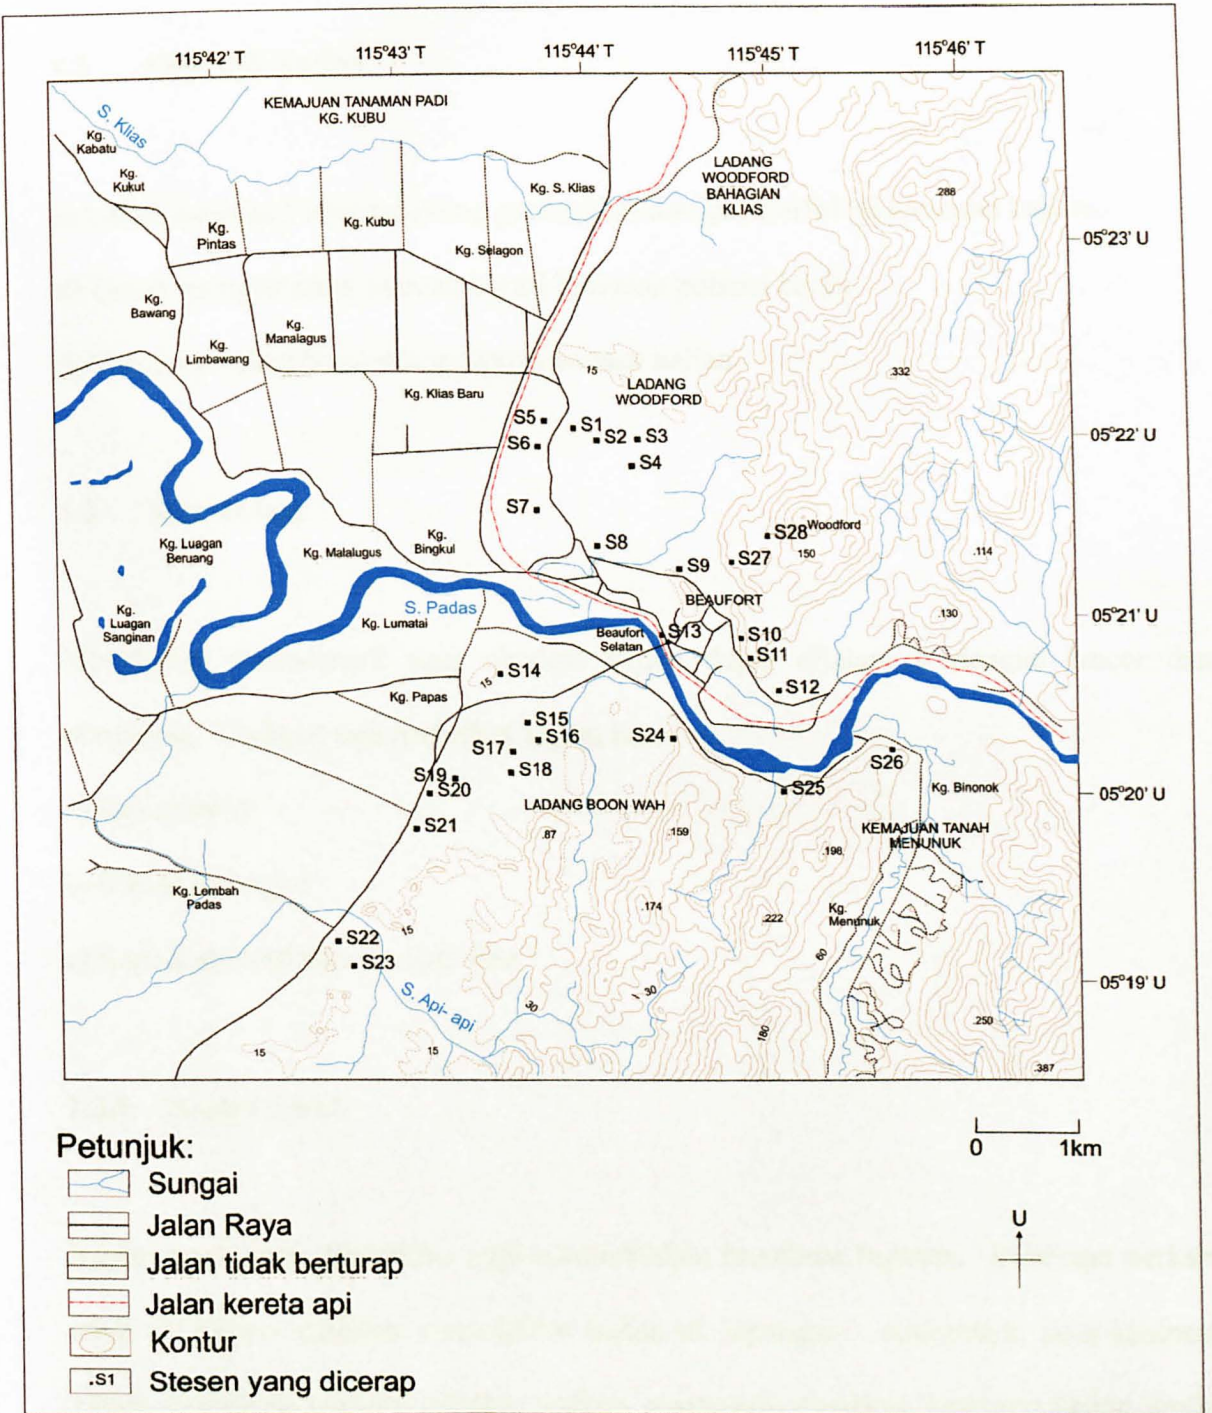 115°42' T
115°43' T
115°44' T
115°45' T
115°46' T
KEMAJUAN TANAMAN PADI
KG. KUBU
S. Klias
Kg.
Kabatu
Kg.
Kukut
Kg. S. Klias
LADANG
WOODFORD
BAHAGIAN
KLIAS
.288
Kg.
Pintas
Kg. Kubu
Kg. Selagon
05°23' U
Kg.
Bawang
Kg.
Limbawang
Kg.
Manalagus
15
.332
Kg. Klias Baru
LADANG
WOODFORD
S5
S1
S2
S3
S6
S4
05°22' U
S7
Kg. Luagan
Beruang
Kg. Malalugus
Kg.
Bingkul
S8
S9
S28
Woodford
S27
150
.114
Kg.
Luagan
Sanginan
S. Padas
Kg. Lumatai
BEAUFORT
.130
05°21' U
Beaufort
Selatan
S13
S10
S11
S14
15
S12
Kg. Papas
S15
S16
S17
S18
S24
S19
S20
S25
S26
Kg. Binonok
05°20' U
LADANG BOON WAH
S21
.87
.159
.198
KEMAJUAN TANAH
MENUNUK
Kg. Lembah
Padas
.174
.222
Kg.
Menunuk
15
60
S22
S23
S. Api- api
30
30
180
.250
05°19' U
15
15
.387
Petunjuk:
Sungai
Jalan Raya
Jalan tidak berturap
Jalan kereta api
Kontur
.S1
Stesen yang dicerap
0
1km
U